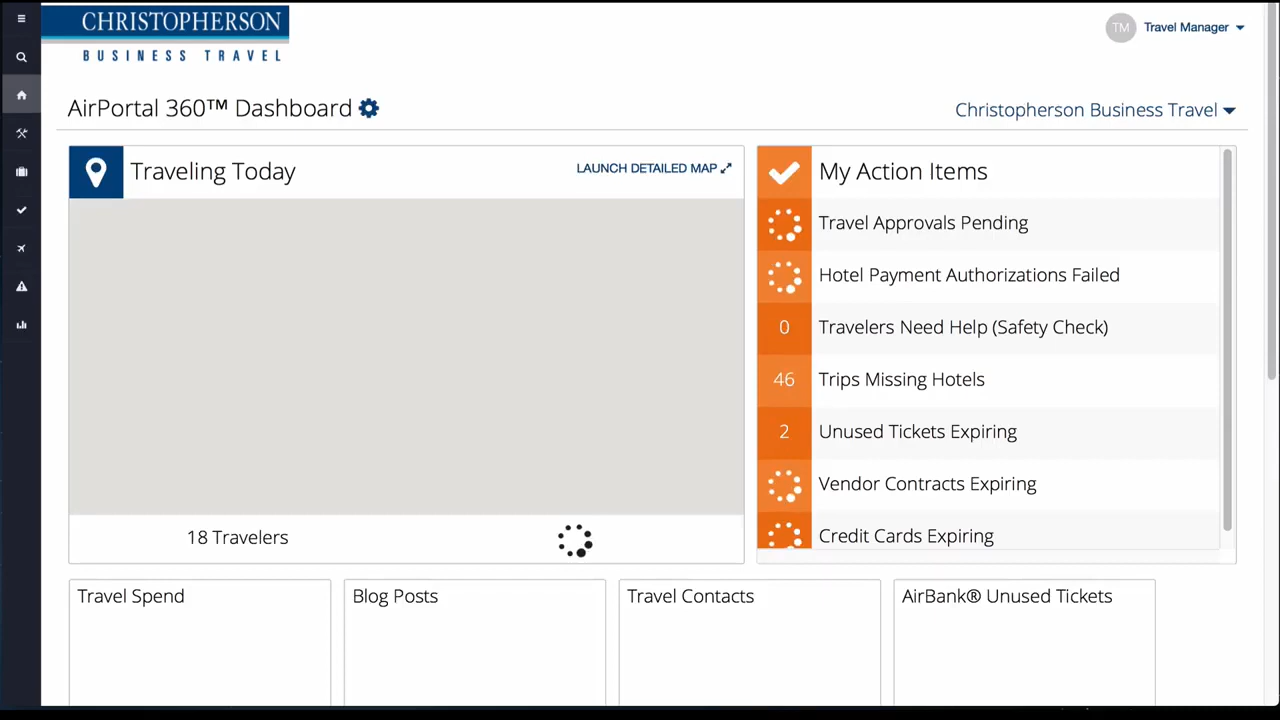 CHRISTOPHERSON
BUSINESS TRAVEL
TM
Travel Manager
AirPortal 360™ Dashboard
Christopherson Business Travel
Traveling Today
LAUNCH DETAILED MAP
18 Travelers
My Action Items
Travel Approvals Pending
Hotel Payment Authorizations Failed
0 Travelers Need Help (Safety Check)
46 Trips Missing Hotels
2 Unused Tickets Expiring
Vendor Contracts Expiring
Credit Cards Expiring
Travel Spend
Blog Posts
Travel Contacts
AirBank® Unused Tickets